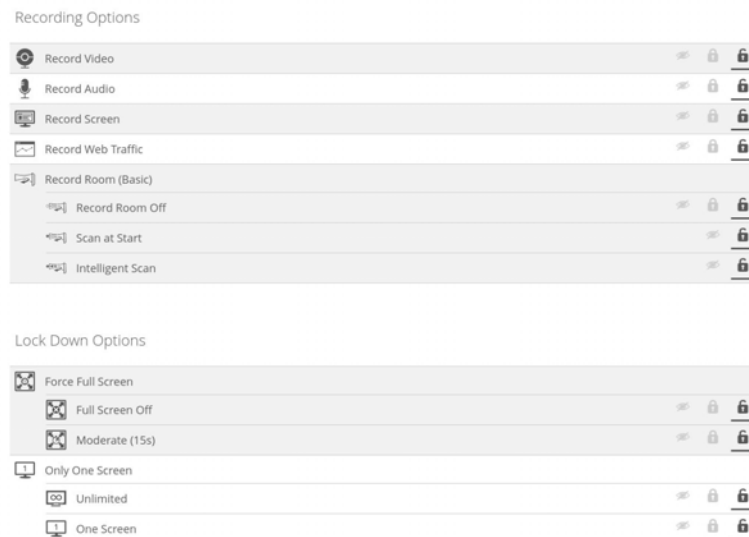 Recording Options
Record Video
Record Audio
Record Screen
Record Web Traffic
Record Room (Basic)
Record Room Off
Scan at Start
Intelligent Scan
Lock Down Options
Force Full Screen
Full Screen Off
Moderate (15s)
1 Only One Screen
Unlimited
1 One Screen